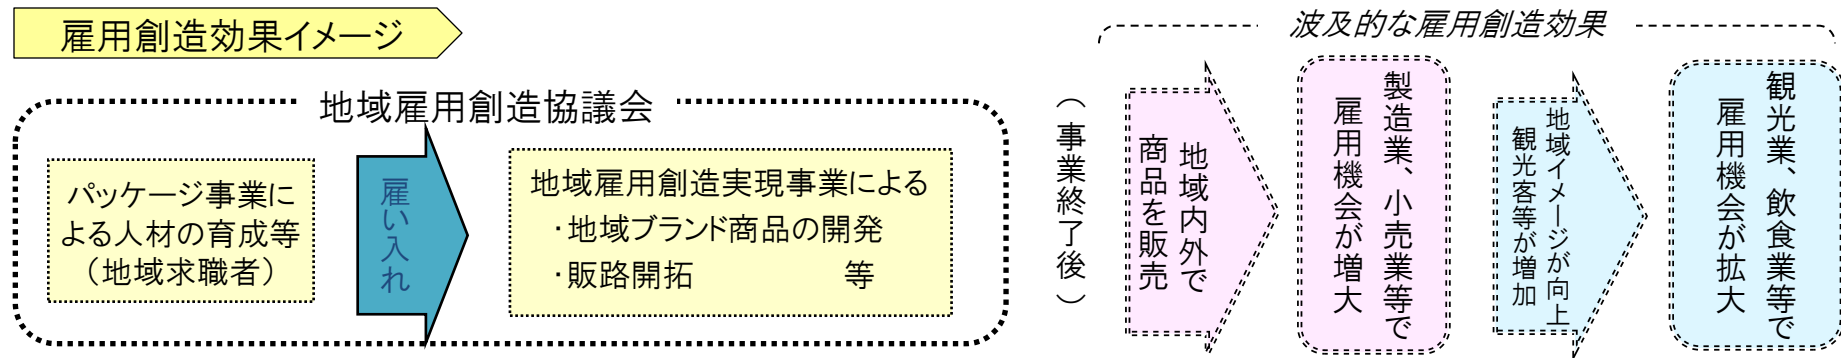 雇用創造効果イメージ
地域雇用創造協議会
パッケージ事業に
よる人材の育成等
（地域求職者）
雇い入れ
地域雇用創造実現事業による
・地域ブランド商品の開発
・販路開拓　　　　　等
（事業終了後）
波及的な雇用創造効果
地域内外で
商品を販売
製造業、小売業等で
雇用機会が増大
地域イメージが向上
観光客等が増加
観光業、飲食業等で
雇用機会が拡大